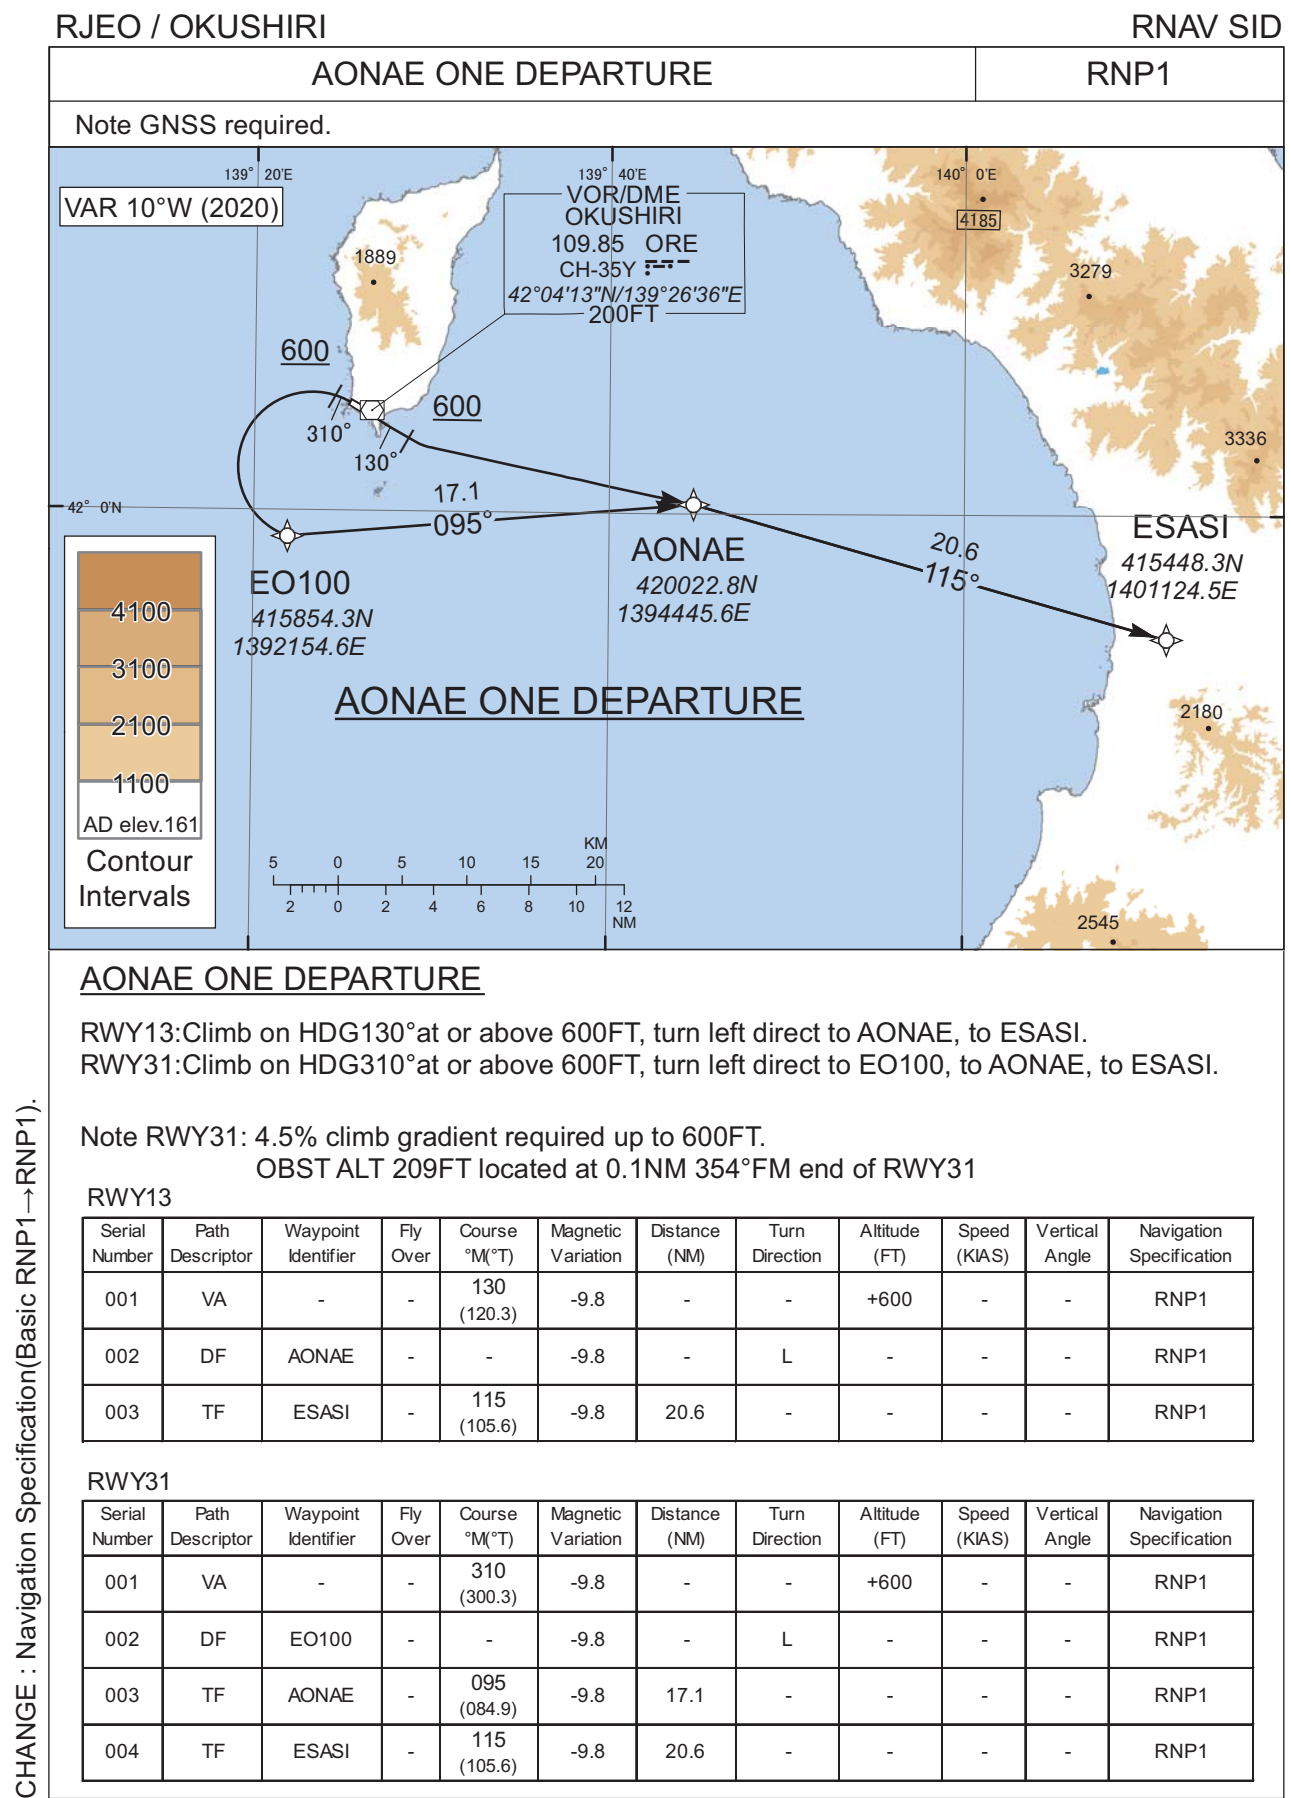 RJEO / OKUSHIRI
RNAV SID
AONAE ONE DEPARTURE
RNP1
Note GNSS required.
139° 20'E
139° 40'E
140° 0'E
VAR 10°W (2020)
VOR/DME
OKUSHIRI
109.85 ORE
CH-35Y
42°04'13"N/139°26'36"E
200FT
4185
1889
3279
600
600
310°
130°
3336
42° 0'N
17.1
095°
ESASI
415448.3N
1401124.5E
AONAE
420022.8N
1394445.6E
20.6
115°
EO100
415854.3N
1392154.6E
4100
3100
2100
1100
AD elev.161
Contour
Intervals
AONAE ONE DEPARTURE
2180
KM
5 0 5 10 15 20
2 0 2 4 6 8 10 12
NM
2545
AONAE ONE DEPARTURE
RWY13:Climb on HDG130°at or above 600FT, turn left direct to AONAE, to ESASI.
RWY31:Climb on HDG310°at or above 600FT, turn left direct to EO100, to AONAE, to ESASI.
Note RWY31: 4.5% climb gradient required up to 600FT.
OBST ALT 209FT located at 0.1NM 354°FM end of RWY31
RWY13
Serial Path Waypoint Fly Course Magnetic Distance Turn Altitude Speed Vertical Navigation
Number Descriptor Identifier Over °M(°T) Variation (NM) Direction (FT) (KIAS) Angle Specification
001 VA - - 130 (120.3) -9.8 - - +600 - - RNP1
002 DF AONAE - - -9.8 - L - - - RNP1
003 TF ESASI - 115 (105.6) -9.8 20.6 - - - - RNP1
RWY31
Serial Path Waypoint Fly Course Magnetic Distance Turn Altitude Speed Vertical Navigation
Number Descriptor Identifier Over °M(°T) Variation (NM) Direction (FT) (KIAS) Angle Specification
001 VA - - 310 (300.3) -9.8 - - +600 - - RNP1
002 DF EO100 - - -9.8 - L - - - RNP1
003 TF AONAE - 095 (084.9) -9.8 17.1 - - - - RNP1
004 TF ESASI - 115 (105.6) -9.8 20.6 - - - - RNP1
CHANGE : Navigation Specification(Basic RNP1→RNP1).